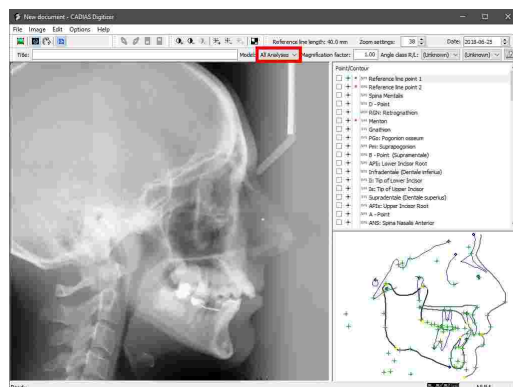 New document - CADIAS Digitizer
File Image Edit Options Help
Reference line length: 40.0 mm Zoom settings: 38 Date: 2018-06-25
Title: Model: All Analyses Magnification factor: 1.00 Angle class R/L: (Unknown) (Unknown)
Point/Contour
Reference line point 1
Reference line point 2
Spina Mentalis
D - Point
RGN: Retrognathion
Menton
Gnathion
PGo: Pogonion osseum
Pm: Suprapogonion
B - Point (Supramentale)
APIi: Lower Incisor Root
Infradentale (Dentale inferius)
Ii: Tip of Lower Incisor
Is: Tip of Upper Incisor
Supradentale (Dentale superius)
APIs: Upper Incisor Root
A - Point
ANS: Spina Nasalis Anterior